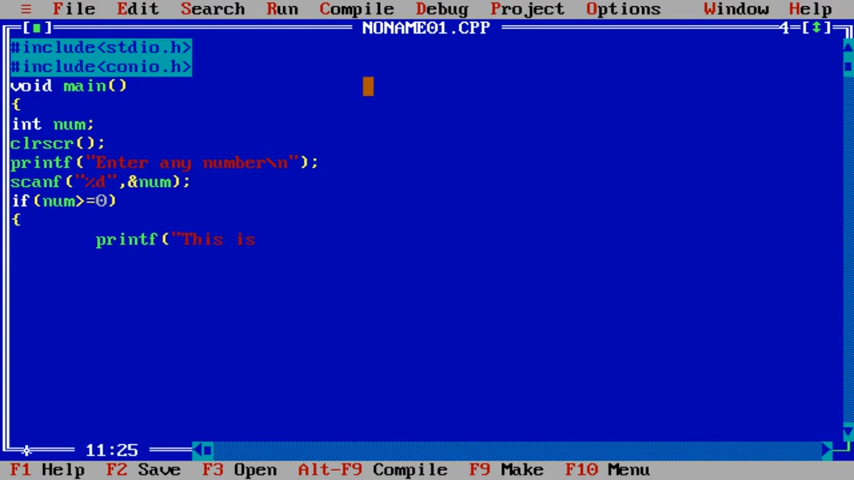 ≡ File Edit Search Run Compile Debug Project Options Window Help
[■] NONAME01.CPP 4=[↕]
#include<stdio.h>
#include<conio.h>
void main()
{
int num;
clrscr();
printf("Enter any number\n");
scanf("%d",&num);
if(num>=0)
{
printf("This is
* 11:25
F1 Help F2 Save F3 Open Alt-F9 Compile F9 Make F10 Menu